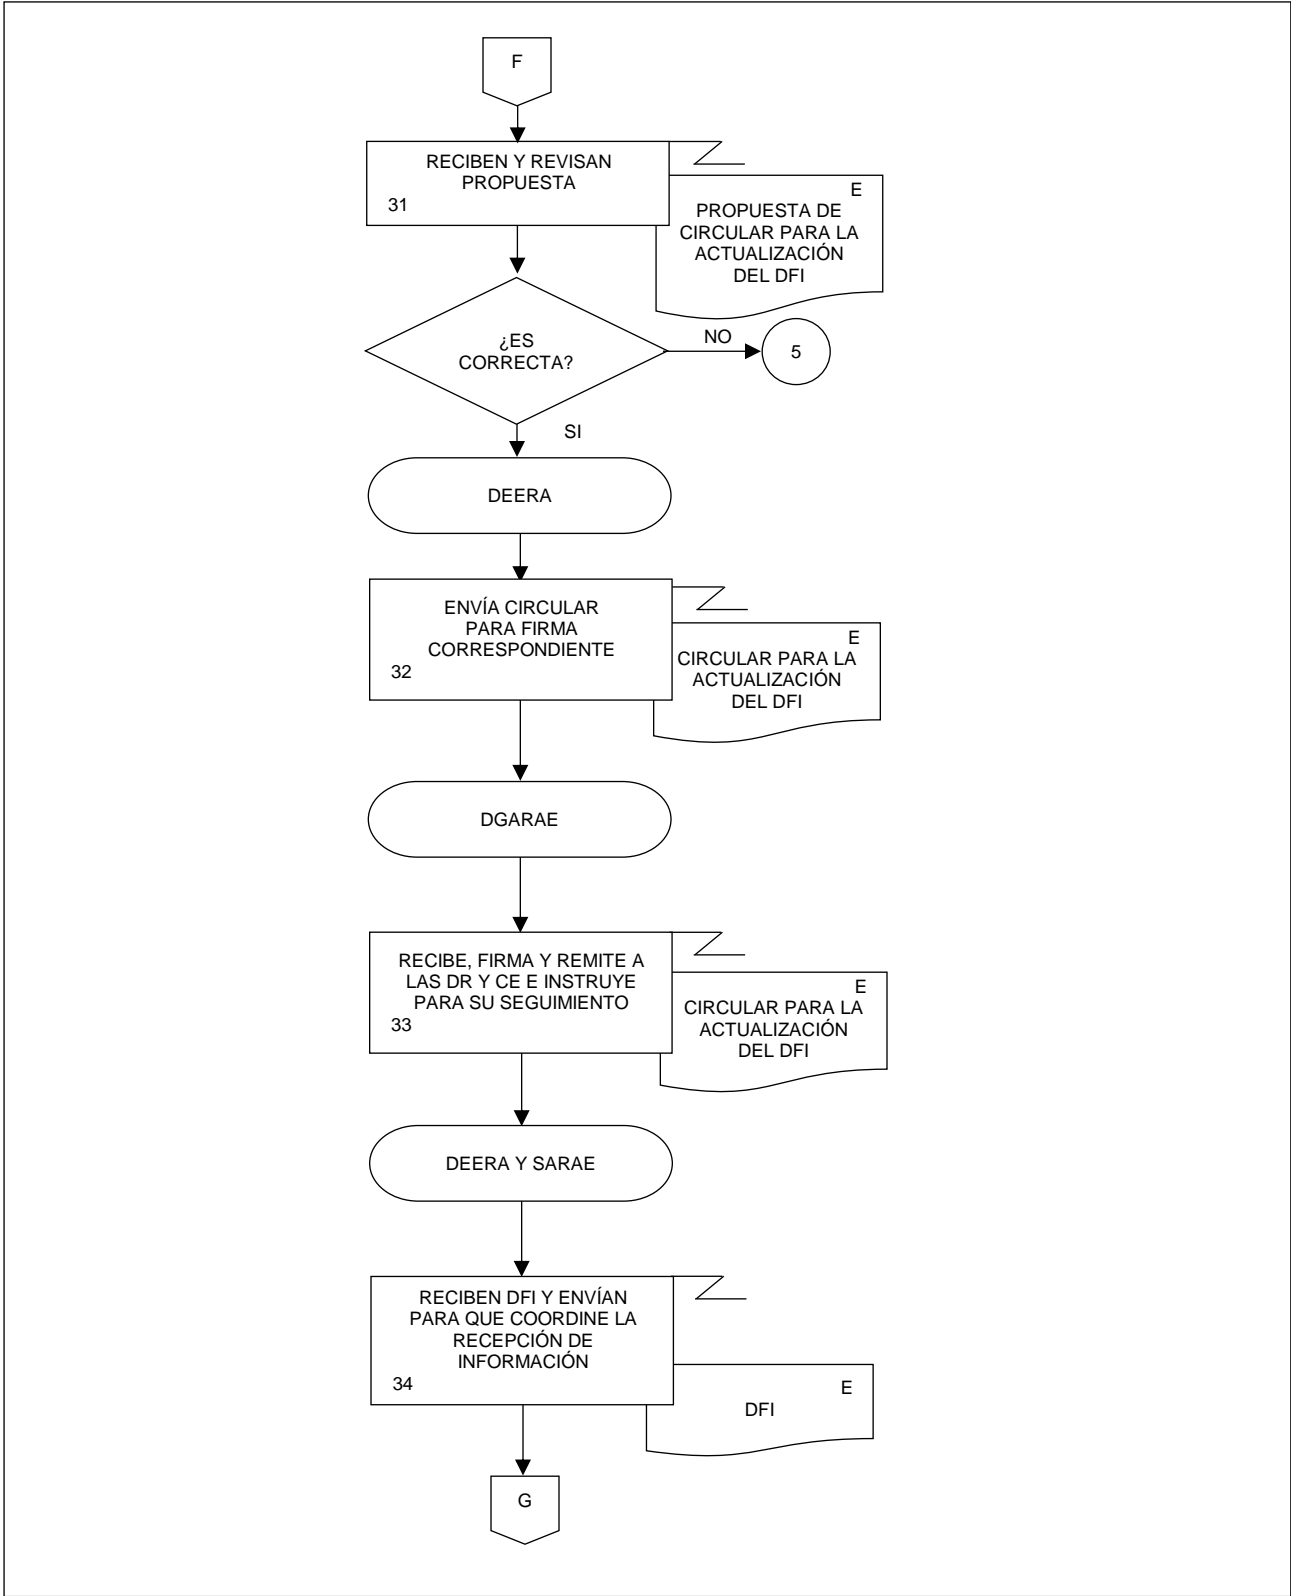 F
RECIBEN Y REVISAN
PROPUESTA
31
E
PROPUESTA DE
CIRCULAR PARA LA
ACTUALIZACIÓN
DEL DFI
¿ES
CORRECTA?
NO
5
SI
DEERA
ENVÍA CIRCULAR
PARA FIRMA
CORRESPONDIENTE
32
E
CIRCULAR PARA LA
ACTUALIZACIÓN
DEL DFI
DGARAE
RECIBE, FIRMA Y REMITE A
LAS DR Y CE E INSTRUYE
PARA SU SEGUIMIENTO
33
E
CIRCULAR PARA LA
ACTUALIZACIÓN
DEL DFI
DEERA Y SARAE
RECIBEN DFI Y ENVÍAN
PARA QUE COORDINE LA
RECEPCIÓN DE
INFORMACIÓN
34
E
DFI
G